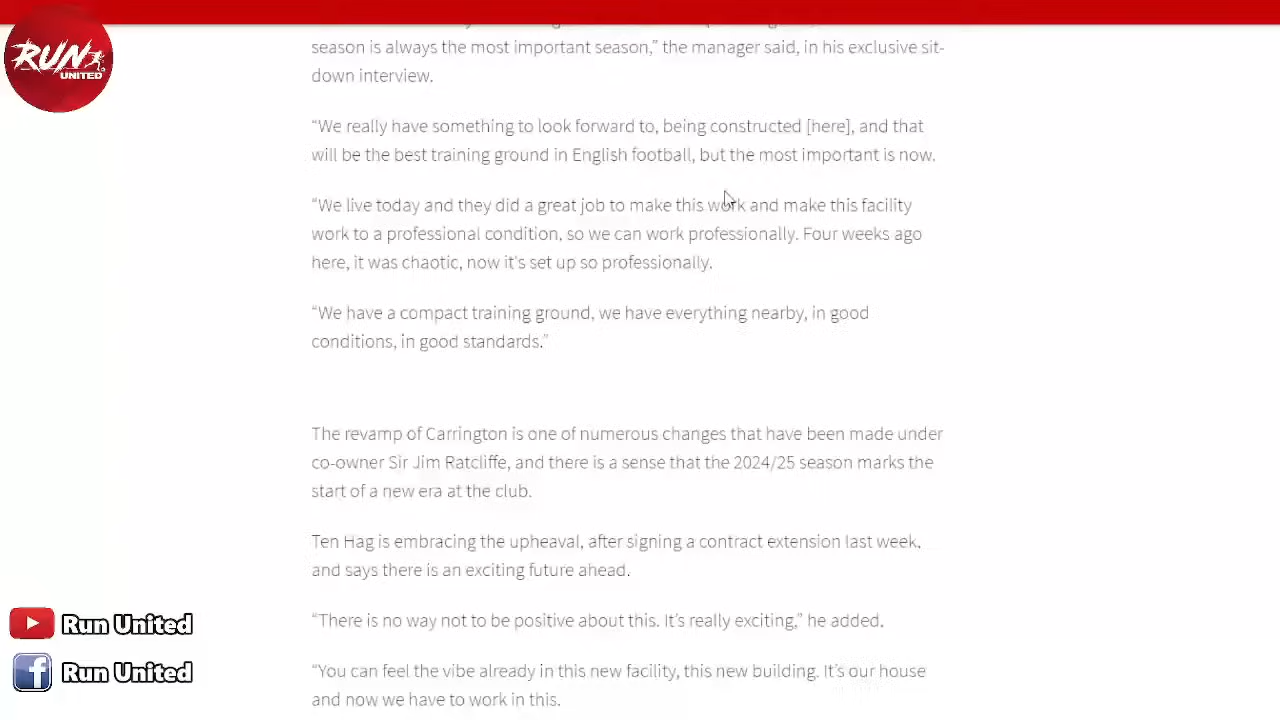 RUN
UNITED
season is always the most important season,” the manager said, in his exclusive sit-
down interview.
“We really have something to look forward to, being constructed [here], and that
will be the best training ground in English football, but the most important is now.
“We live today and they did a great job to make this work and make this facility
work to a professional condition, so we can work professionally. Four weeks ago
here, it was chaotic, now it's set up so professionally.
“We have a compact training ground, we have everything nearby, in good
conditions, in good standards.”
The revamp of Carrington is one of numerous changes that have been made under
co-owner Sir Jim Ratcliffe, and there is a sense that the 2024/25 season marks the
start of a new era at the club.
Ten Hag is embracing the upheaval, after signing a contract extension last week,
and says there is an exciting future ahead.
“There is no way not to be positive about this. It’s really exciting,” he added.
“You can feel the vibe already in this new facility, this new building. It’s our house
and now we have to work in this.
Run United
Run United